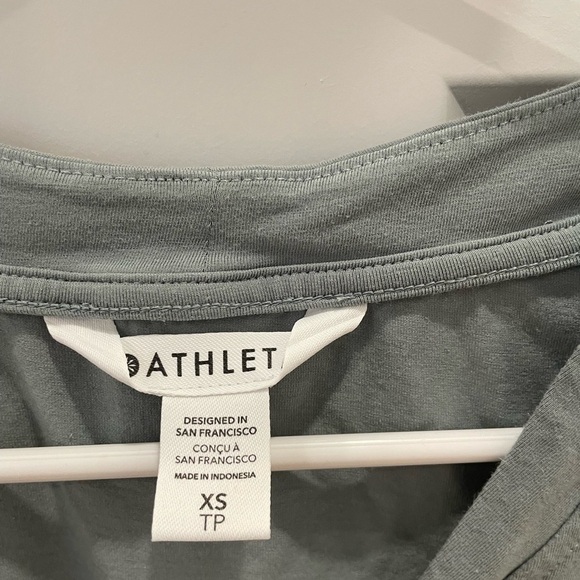 ATHLET
DESIGNED IN
SAN FRANCISCO
CONÇU À
SAN FRANCISCO
MADE IN INDONESIA
XS
TP